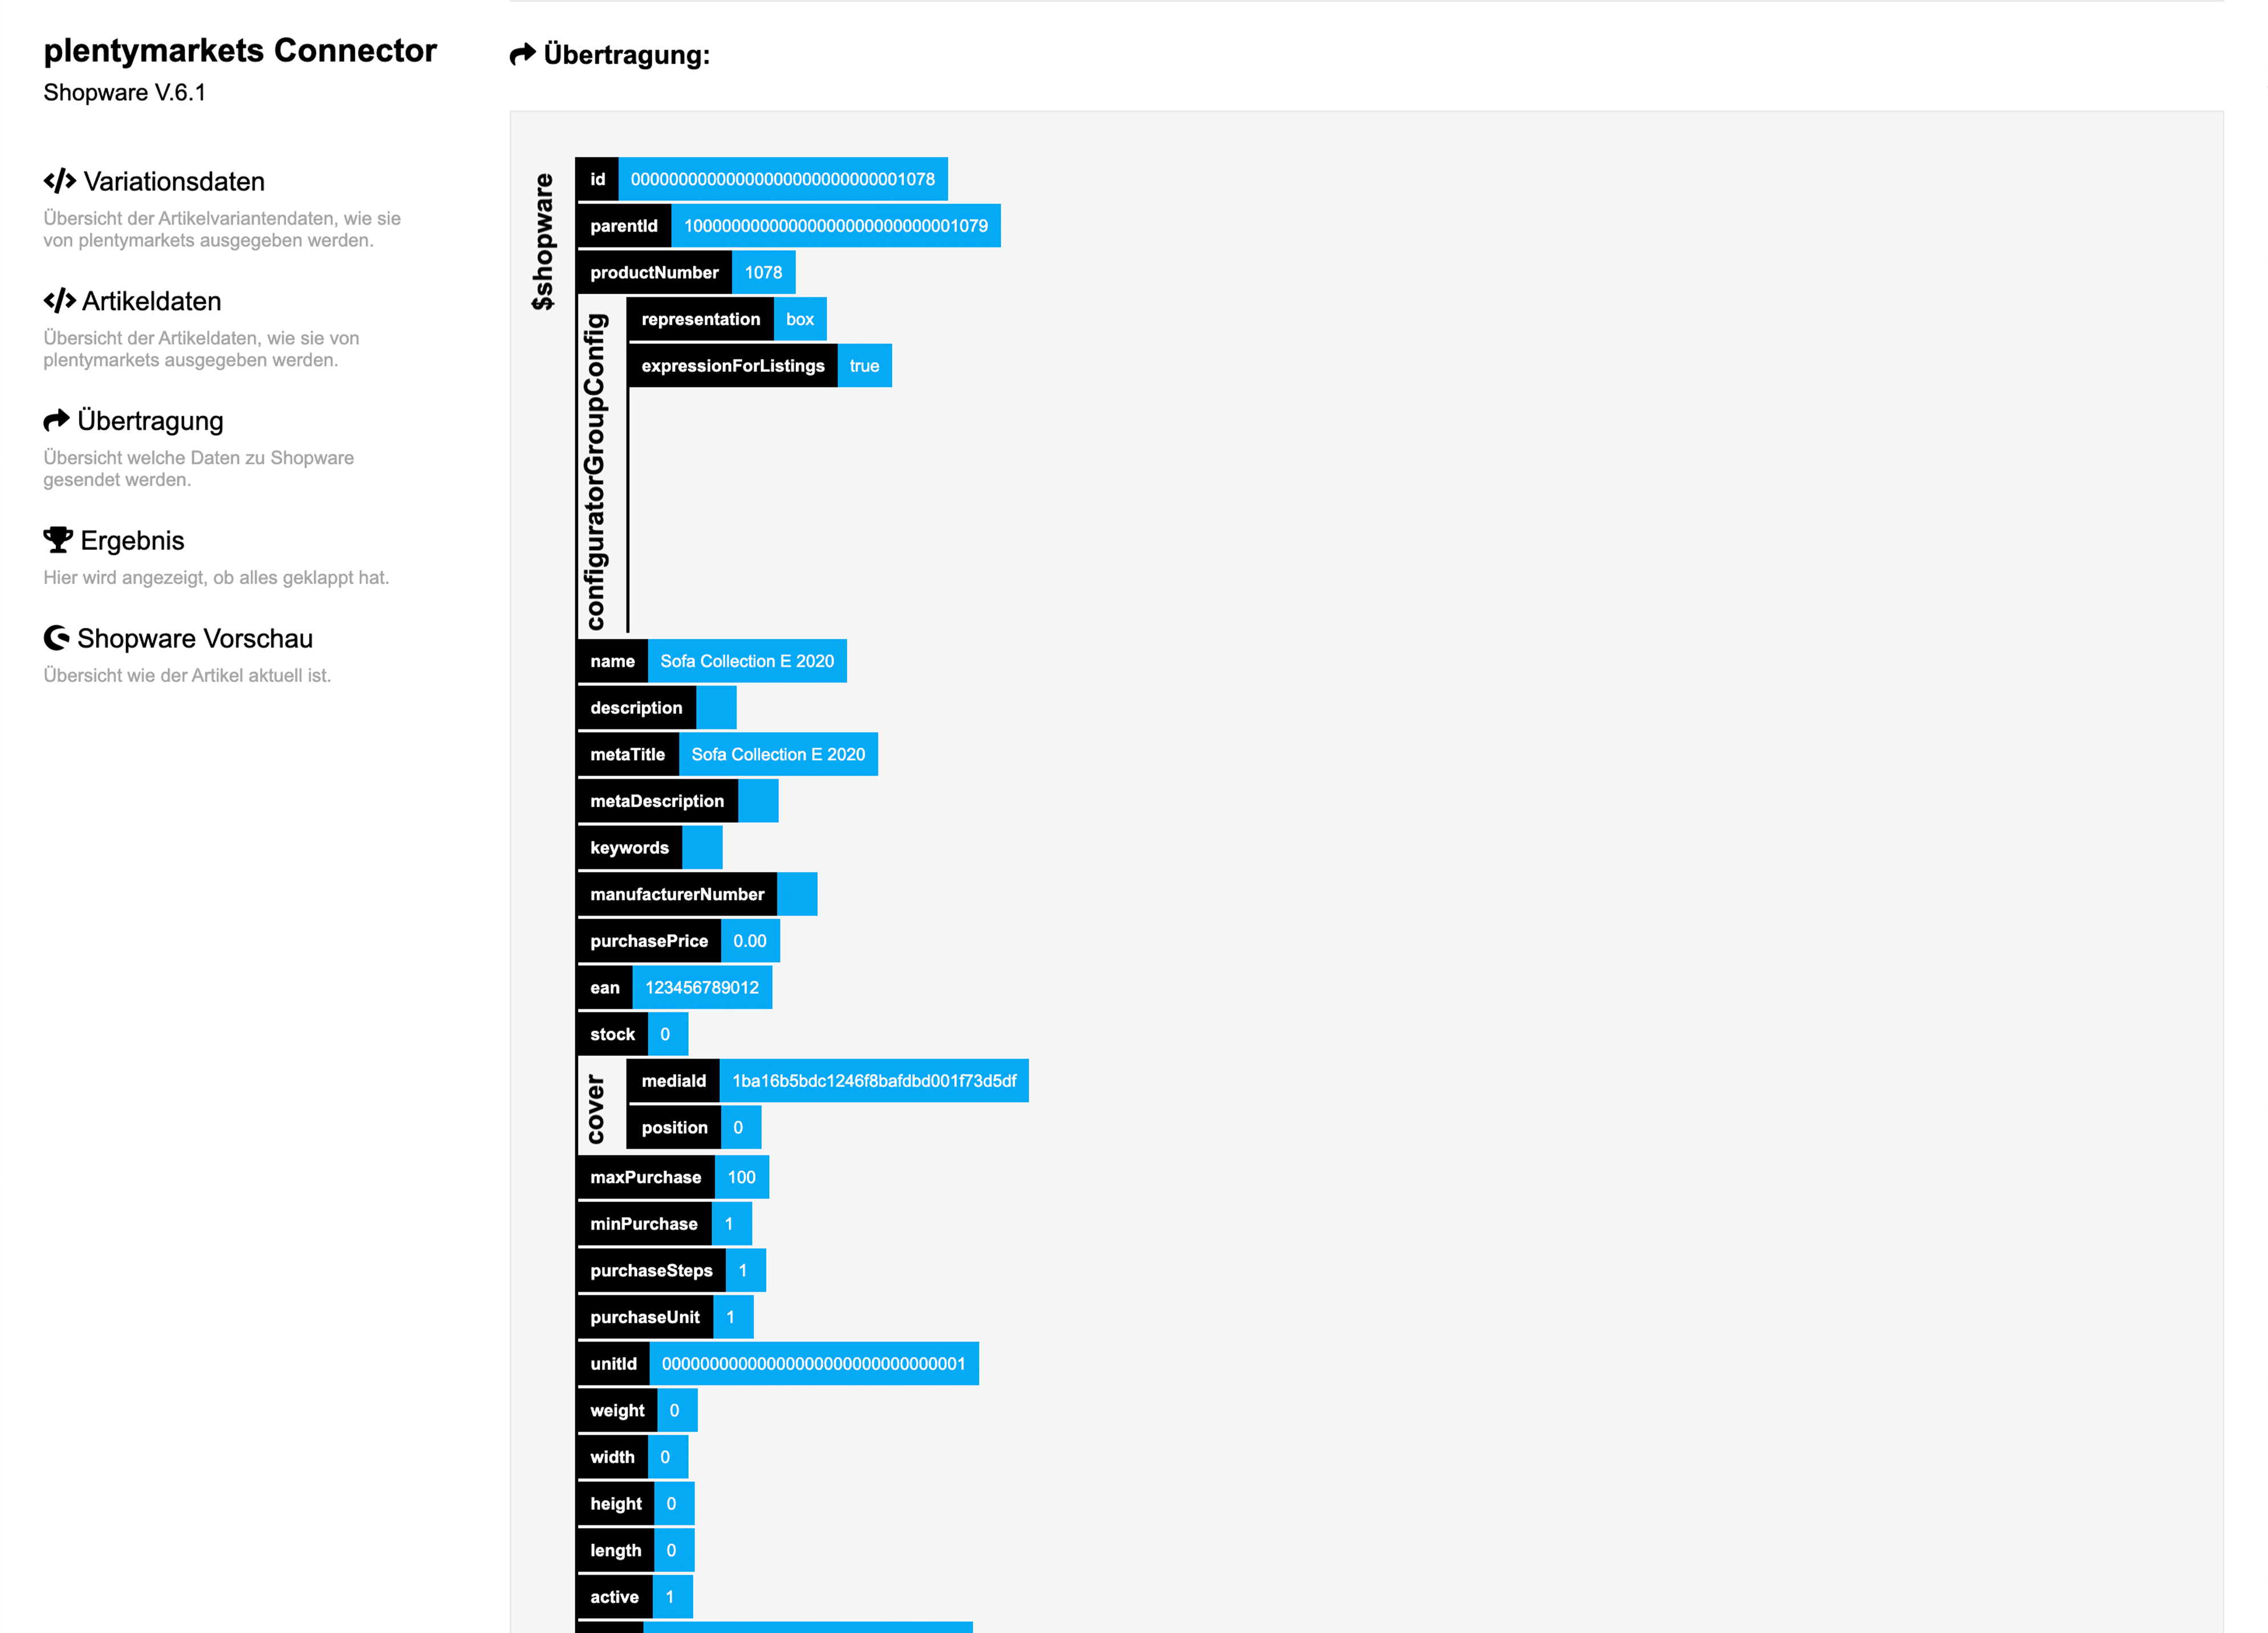 plentymarkets Connector
Shopware V.6.1
Variationsdaten
Übersicht der Artikelvariantendaten, wie sie
von plentymarkets ausgegeben werden.
Artikeldaten
Übersicht der Artikeldaten, wie sie von
plentymarkets ausgegeben werden.
Übertragung
Übersicht welche Daten zu Shopware
gesendet werden.
Ergebnis
Hier wird angezeigt, ob alles geklappt hat.
Shopware Vorschau
Übersicht wie der Artikel aktuell ist.
Übertragung:
$shopware
id 00000000000000000000000000001078
parentId 10000000000000000000000000001079
productNumber 1078
configuratorGroupConfig
representation box
expressionForListings true
name Sofa Collection E 2020
description
metaTitle Sofa Collection E 2020
metaDescription
keywords
manufacturerNumber
purchasePrice 0.00
ean 123456789012
stock 0
cover
mediaId 1ba16b5bdc1246f8bafdbd001f73d5df
position 0
maxPurchase 100
minPurchase 1
purchaseSteps 1
purchaseUnit 1
unitId 00000000000000000000000000000001
weight 0
width 0
height 0
length 0
active 1